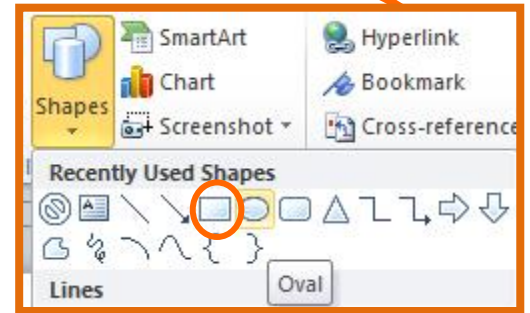 SmartArt Hyperlink
Chart Bookmark
Shapes
Screenshot Cross-reference
Recently Used Shapes
A
Lines
Oval